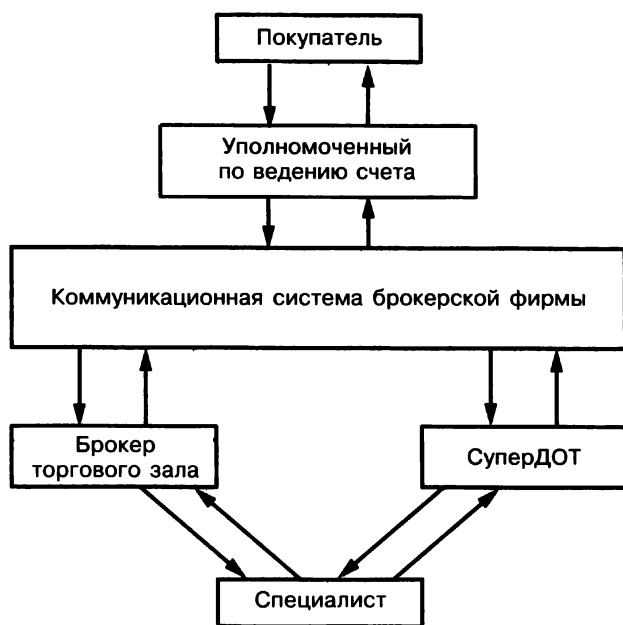 Покупатель
Уполномоченный
по ведению счета
Коммуникационная система брокерской фирмы
Брокер
торгового зала
СуперДОТ
Специалист